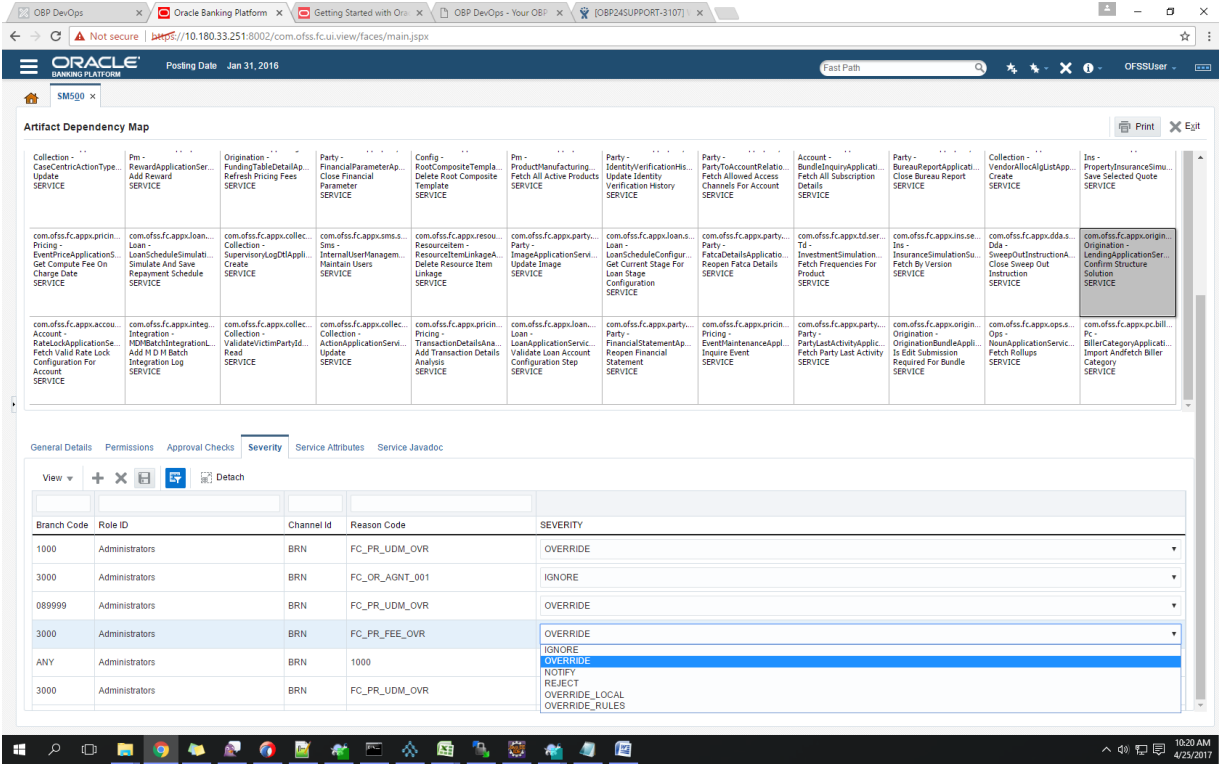 OBP DevOps
Oracle Banking Platform
Getting Started with Ora
OBP DevOps - Your OBP
[OBP24SUPPORT-3107]
Not secure | https://10.180.33.251:8002/com.ofss.fc.ui.view/faces/main.jspx
ORACLE
BANKING PLATFORM
Posting Date Jan 31, 2016
Fast Path
OFSSUser
SM500
Artifact Dependency Map
Print
Exit
Collection -
CaseCentricActionType...
Update
SERVICE
Pm -
RewardApplicationSer...
Add Reward
SERVICE
Origination -
FundingTableDetailAp...
Refresh Pricing Fees
SERVICE
Party -
FinancialParameterAp...
Close Financial
Parameter
SERVICE
Config -
RootCompositeTempla...
Delete Root Composite
Template
SERVICE
Pm -
ProductManufacturing...
Fetch All Active Products
SERVICE
Party -
IdentityVerificationHis...
Update Identity
Verification History
SERVICE
Party -
PartyToAccountRelatio...
Fetch Allowed Access
Channels For Account
SERVICE
Account -
BundleInquiryApplicati...
Fetch All Subscription
Details
SERVICE
Party -
BureauReportApplicati...
Close Bureau Report
SERVICE
Collection -
VendorAllocAlgListApp...
Create
SERVICE
Ins -
PropertyInsuranceSimu...
Save Selected Quote
SERVICE
com.ofss.fc.appx.pricin...
Pricing -
EventPriceApplicationS...
Get Compute Fee On
Charge Date
SERVICE
com.ofss.fc.appx.loan....
Loan -
LoanScheduleSimulati...
Simulate And Save
Repayment Schedule
SERVICE
com.ofss.fc.appx.collec...
Collection -
SupervisoryLogDtlAppli...
Create
SERVICE
com.ofss.fc.appx.sms.s...
Sms -
InternalUserManagem...
Maintain Users
SERVICE
com.ofss.fc.appx.resou...
Resourceitem -
ResourceItemLinkageA...
Delete Resource Item
Linkage
SERVICE
com.ofss.fc.appx.party....
Party -
ImageApplicationServi...
Update Image
SERVICE
com.ofss.fc.appx.loan.s...
Loan -
LoanScheduleConfigur...
Get Current Stage For
Loan Stage
Configuration
SERVICE
com.ofss.fc.appx.party....
Party -
FatcaDetailsApplicatio...
Reopen Fatca Details
SERVICE
com.ofss.fc.appx.td.ser...
Td -
InvestmentSimulation...
Fetch Frequencies For
Product
SERVICE
com.ofss.fc.appx.ins.se...
Ins -
InsuranceSimulationSu...
Fetch By Version
SERVICE
com.ofss.fc.appx.dda.s...
Dda -
SweepOutInstructionA...
Close Sweep Out
Instruction
SERVICE
com.ofss.fc.appx.origin...
Origination -
LendingApplicationSer...
Confirm Structure
Solution
SERVICE
com.ofss.fc.appx.accou...
Account -
RateLockApplicationSe...
Fetch Valid Rate Lock
Configuration For
Account
SERVICE
com.ofss.fc.appx.integ...
Integration -
MDMBatchIntegrationL...
Add M D M Batch
Integration Log
SERVICE
com.ofss.fc.appx.collec...
Collection -
ValidateVictimPartyId...
Read
SERVICE
com.ofss.fc.appx.collec...
Collection -
ActionApplicationServi...
Update
SERVICE
com.ofss.fc.appx.pricin...
Pricing -
TransactionDetailsAna...
Add Transaction Details
Analysis
SERVICE
com.ofss.fc.appx.loan....
Loan -
LoanApplicationServic...
Validate Loan Account
Configuration Step
SERVICE
com.ofss.fc.appx.party....
Party -
FinancialStatementAp...
Reopen Financial
Statement
SERVICE
com.ofss.fc.appx.pricin...
Pricing -
EventMaintenanceAppl...
Inquire Event
SERVICE
com.ofss.fc.appx.party....
Party -
PartyLastActivityApplic...
Fetch Party Last Activity
SERVICE
com.ofss.fc.appx.origin...
Origination -
OriginationBundleAppli...
Is Edit Submission
Required For Bundle
SERVICE
com.ofss.fc.appx.ops.s...
Ops -
NounApplicationServic...
Fetch Rollups
SERVICE
com.ofss.fc.appx.pc.bill...
Pc -
BillerCategoryApplicati...
Import Andfetch Biller
Category
SERVICE
General Details Permissions Approval Checks Severity Service Attributes Service Javadoc
View
Detach
Branch Code Role ID Channel Id Reason Code SEVERITY
1000 Administrators BRN FC_PR_UDM_OVR OVERRIDE
3000 Administrators BRN FC_OR_AGNT_001 IGNORE
089999 Administrators BRN FC_PR_UDM_OVR OVERRIDE
3000 Administrators BRN FC_PR_FEE_OVR OVERRIDE
ANY Administrators BRN 1000
3000 Administrators BRN FC_PR_UDM_OVR
IGNORE
OVERRIDE
NOTIFY
REJECT
OVERRIDE_LOCAL
OVERRIDE_RULES
10:20 AM
4/25/2017